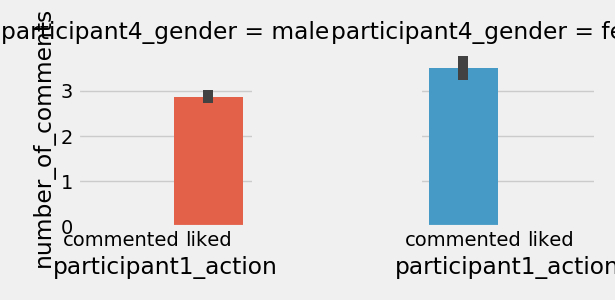 participant4_gender = male
participant4_gender = fe
number_of_comments
3
2
1
0
commented liked
commented liked
participant1_action
participant1_action